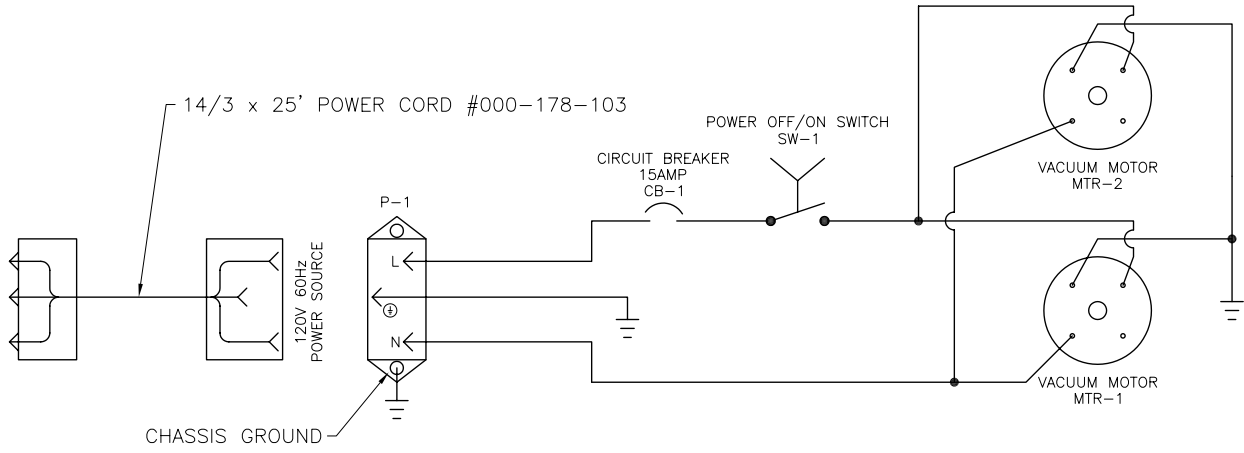 14/3 x 25' POWER CORD #000-178-103
POWER OFF/ON SWITCH
SW-1
CIRCUIT BREAKER
15AMP
CB-1
VACUUM MOTOR
MTR-2
P-1
L
N
120V 60Hz
POWER SOURCE
VACUUM MOTOR
MTR-1
CHASSIS GROUND